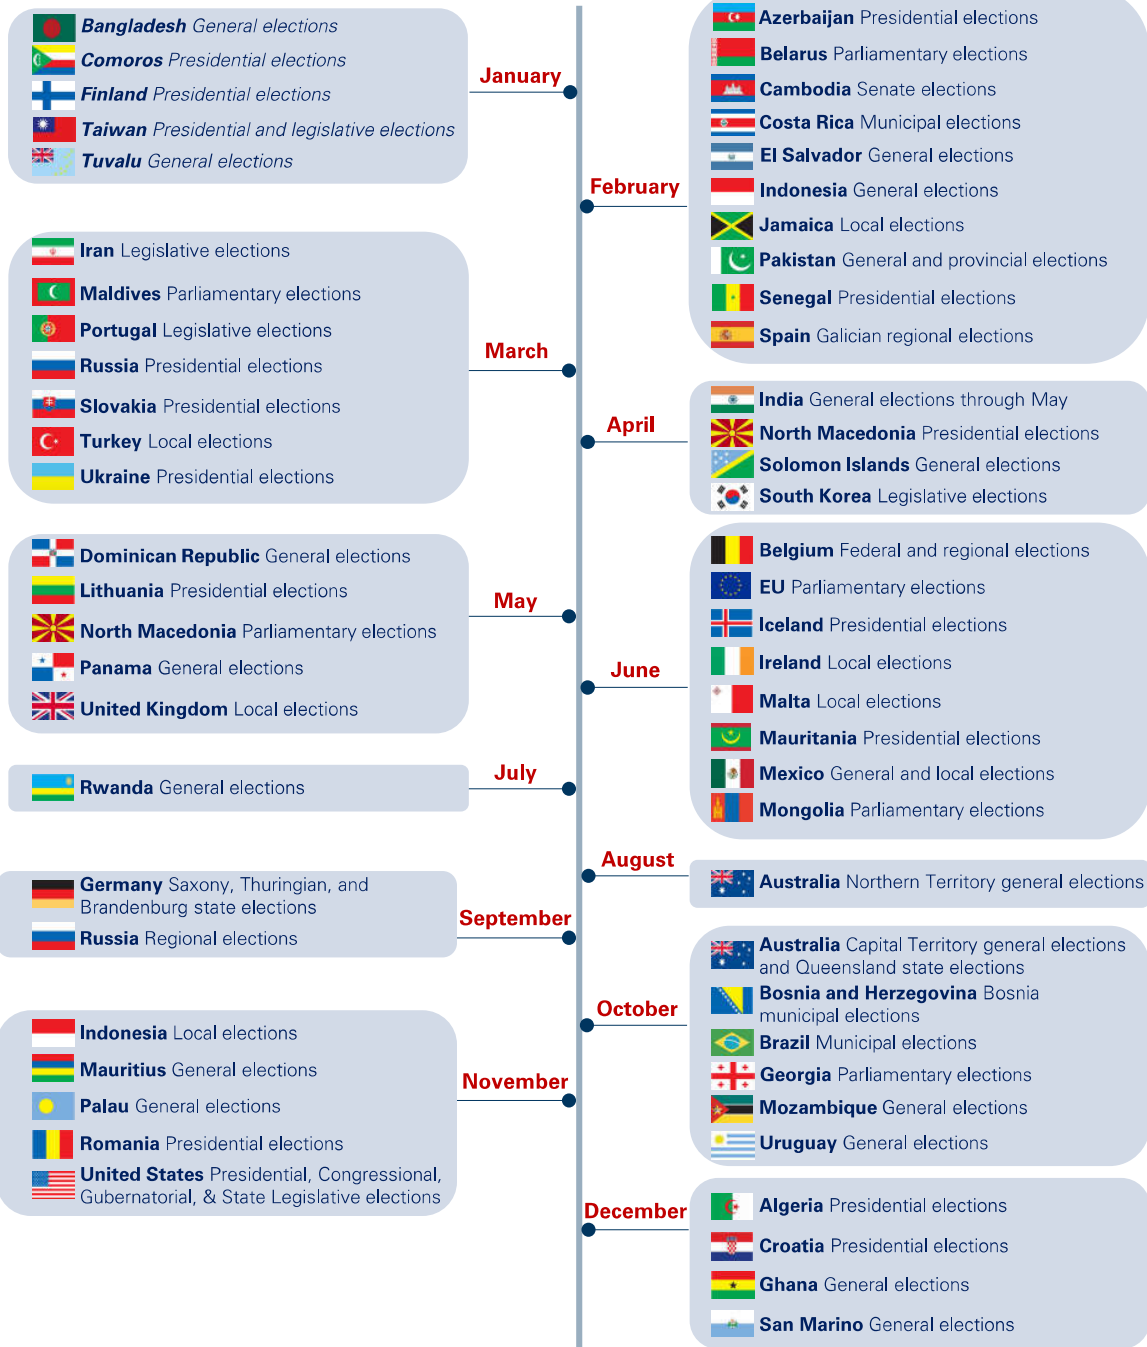 January
Bangladesh General elections
Comoros Presidential elections
Finland Presidential elections
Taiwan Presidential and legislative elections
Tuvalu General elections
February
Azerbaijan Presidential elections
Belarus Parliamentary elections
Cambodia Senate elections
Costa Rica Municipal elections
El Salvador General elections
Indonesia General elections
Jamaica Local elections
Pakistan General and provincial elections
Senegal Presidential elections
Spain Galician regional elections
March
Iran Legislative elections
Maldives Parliamentary elections
Portugal Legislative elections
Russia Presidential elections
Slovakia Presidential elections
Turkey Local elections
Ukraine Presidential elections
April
India General elections through May
North Macedonia Presidential elections
Solomon Islands General elections
South Korea Legislative elections
May
Dominican Republic General elections
Lithuania Presidential elections
North Macedonia Parliamentary elections
Panama General elections
United Kingdom Local elections
June
Belgium Federal and regional elections
EU Parliamentary elections
Iceland Presidential elections
Ireland Local elections
Malta Local elections
Mauritania Presidential elections
Mexico General and local elections
Mongolia Parliamentary elections
July
Rwanda General elections
August
Australia Northern Territory general elections
September
Germany Saxony, Thuringian, and
Brandenburg state elections
Russia Regional elections
October
Australia Capital Territory general elections
and Queensland state elections
Bosnia and Herzegovina Bosnia
municipal elections
Brazil Municipal elections
Georgia Parliamentary elections
Mozambique General elections
Uruguay General elections
November
Indonesia Local elections
Mauritius General elections
Palau General elections
Romania Presidential elections
United States Presidential, Congressional,
Gubernatorial, & State Legislative elections
December
Algeria Presidential elections
Croatia Presidential elections
Ghana General elections
San Marino General elections